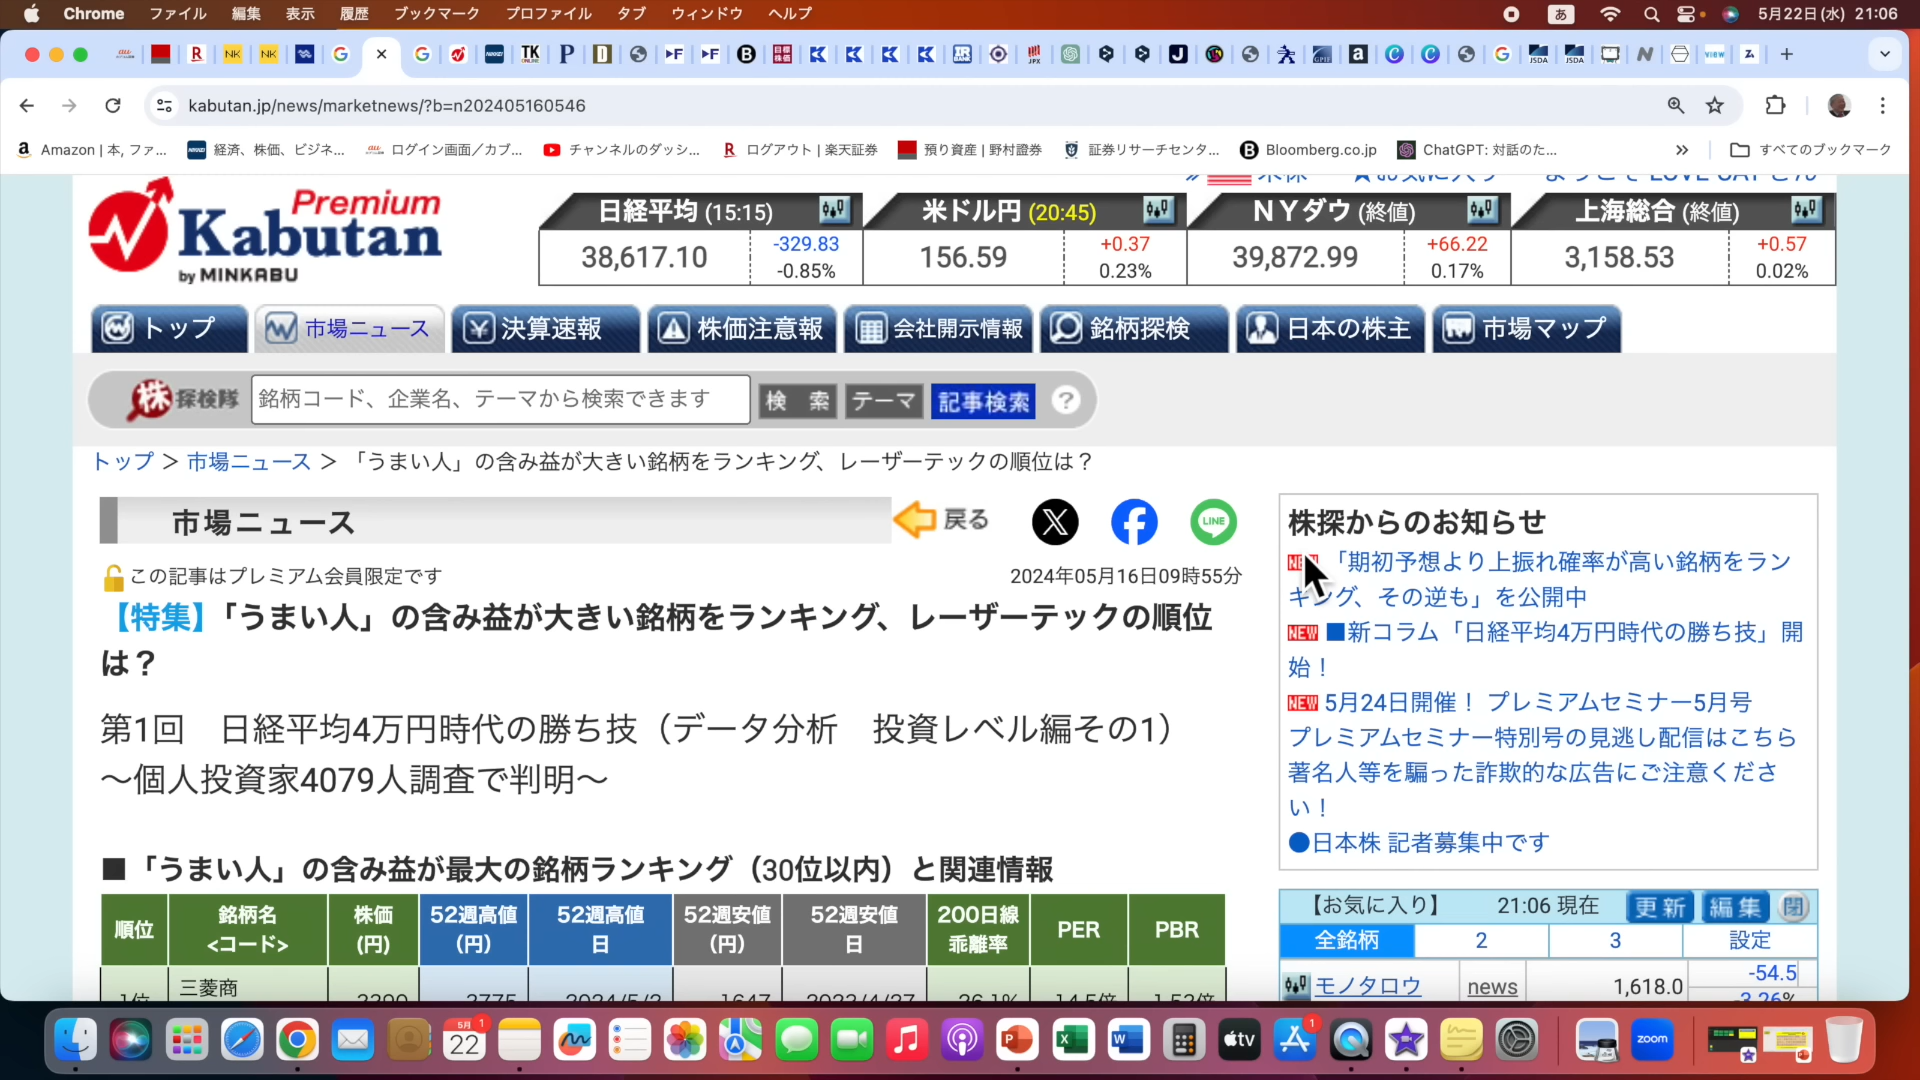 Chrome ファイル 編集 表示 履歴 ブックマーク プロファイル タブ ウィンドウ ヘルプ あ 5月22日(水) 21:06
kabutan.jp/news/marketnews/?b=n202405160546
Amazon | 本, ファ... 経済、株価、ビジネ... ログイン画面／カブ... チャンネルのダッシ... ログアウト | 楽天証券 預り資産 | 野村證券 証券リサーチセンタ... Bloomberg.co.jp ChatGPT: 対話のた... » すべてのブックマーク
Premium
Kabutan
by MINKABU
日経平均 (15:15) 米ドル円 (20:45) ＮＹダウ (終値) 上海総合 (終値)
38,617.10 -329.83 156.59 +0.37 39,872.99 +66.22 3,158.53 +0.57
-0.85% 0.23% 0.17% 0.02%
トップ 市場ニュース 決算速報 株価注意報 会社開示情報 銘柄探検 日本の株主 市場マップ
株探検隊 銘柄コード、企業名、テーマから検索できます 検 索 テーマ 記事検索 ?
トップ > 市場ニュース > 「うまい人」の含み益が大きい銘柄をランキング、レーザーテックの順位は？
市場ニュース 戻る LINE
この記事はプレミアム会員限定です 2024年05月16日09時55分
【特集】「うまい人」の含み益が大きい銘柄をランキング、レーザーテックの順位
は？
第1回 日経平均4万円時代の勝ち技（データ分析 投資レベル編その1）
～個人投資家4079人調査で判明～
■「うまい人」の含み益が最大の銘柄ランキング（30位以内）と関連情報
順位 銘柄名 <コード> 株価 (円) 52週高値 (円) 52週高値 日 52週安値 (円) 52週安値 日 200日線 乖離率 PER PBR
1位 三菱商
株探からのお知らせ
「期初予想より上振れ確率が高い銘柄をラン
キング、その逆も」を公開中
NEW ■新コラム「日経平均4万円時代の勝ち技」開
始！
NEW 5月24日開催！ プレミアムセミナー5月号
プレミアムセミナー特別号の見逃し配信はこちら
著名人等を騙った詐欺的な広告にご注意くださ
い！
●日本株 記者募集中です
【お気に入り】 21:06 現在 更新 編集 閉
全銘柄 2 3 設定
モノタロウ news 1,618.0 -54.5
-3.26%
5月 22 1 1 tv zoom